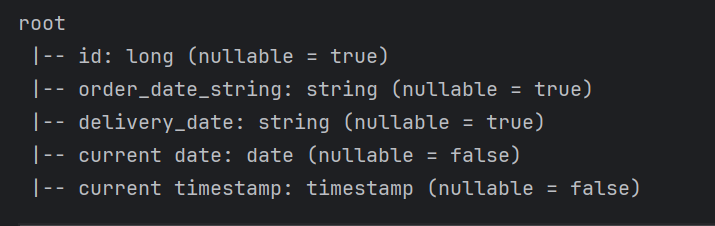 root
 |-- id: long (nullable = true)
 |-- order_date_string: string (nullable = true)
 |-- delivery_date: string (nullable = true)
 |-- current date: date (nullable = false)
 |-- current timestamp: timestamp (nullable = false)